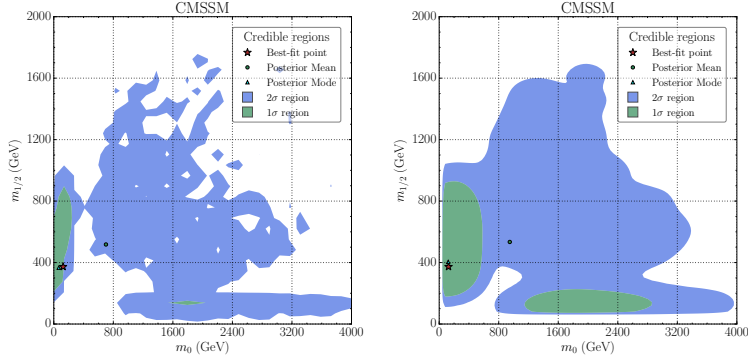 CMSSM
2000
1600
1200
800
400
0
m1/2 (GeV)
Credible regions
Best-fit point
Posterior Mean
Posterior Mode
2σ region
1σ region
0 800 1600 2400 3200 4000
m0 (GeV)
CMSSM
2000
1600
1200
800
400
0
m1/2 (GeV)
Credible regions
Best-fit point
Posterior Mean
Posterior Mode
2σ region
1σ region
0 800 1600 2400 3200 4000
m0 (GeV)